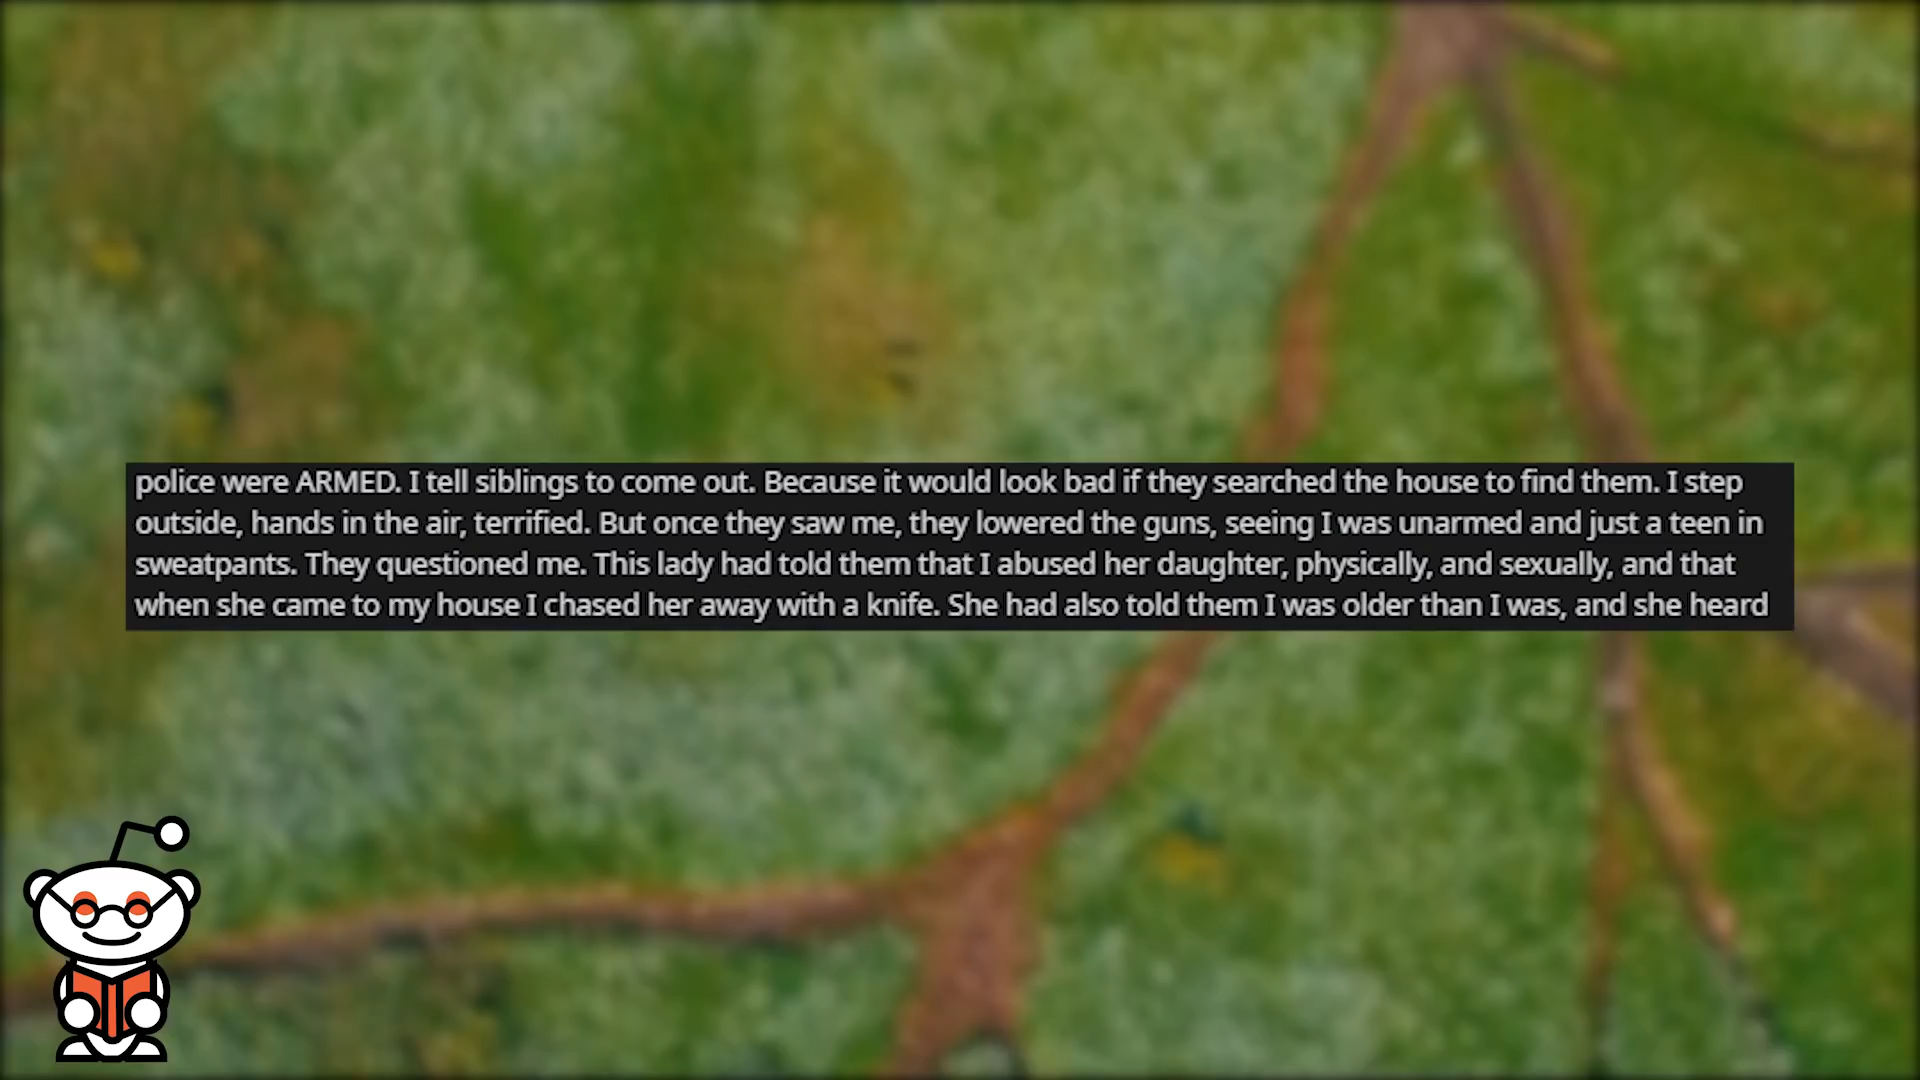 police were ARMED. I tell siblings to come out. Because it would look bad if they searched the house to find them. I step
outside, hands in the air, terrified. But once they saw me, they lowered the guns, seeing I was unarmed and just a teen in
sweatpants. They questioned me. This lady had told them that I abused her daughter, physically, and sexually, and that
when she came to my house I chased her away with a knife. She had also told them I was older than I was, and she heard